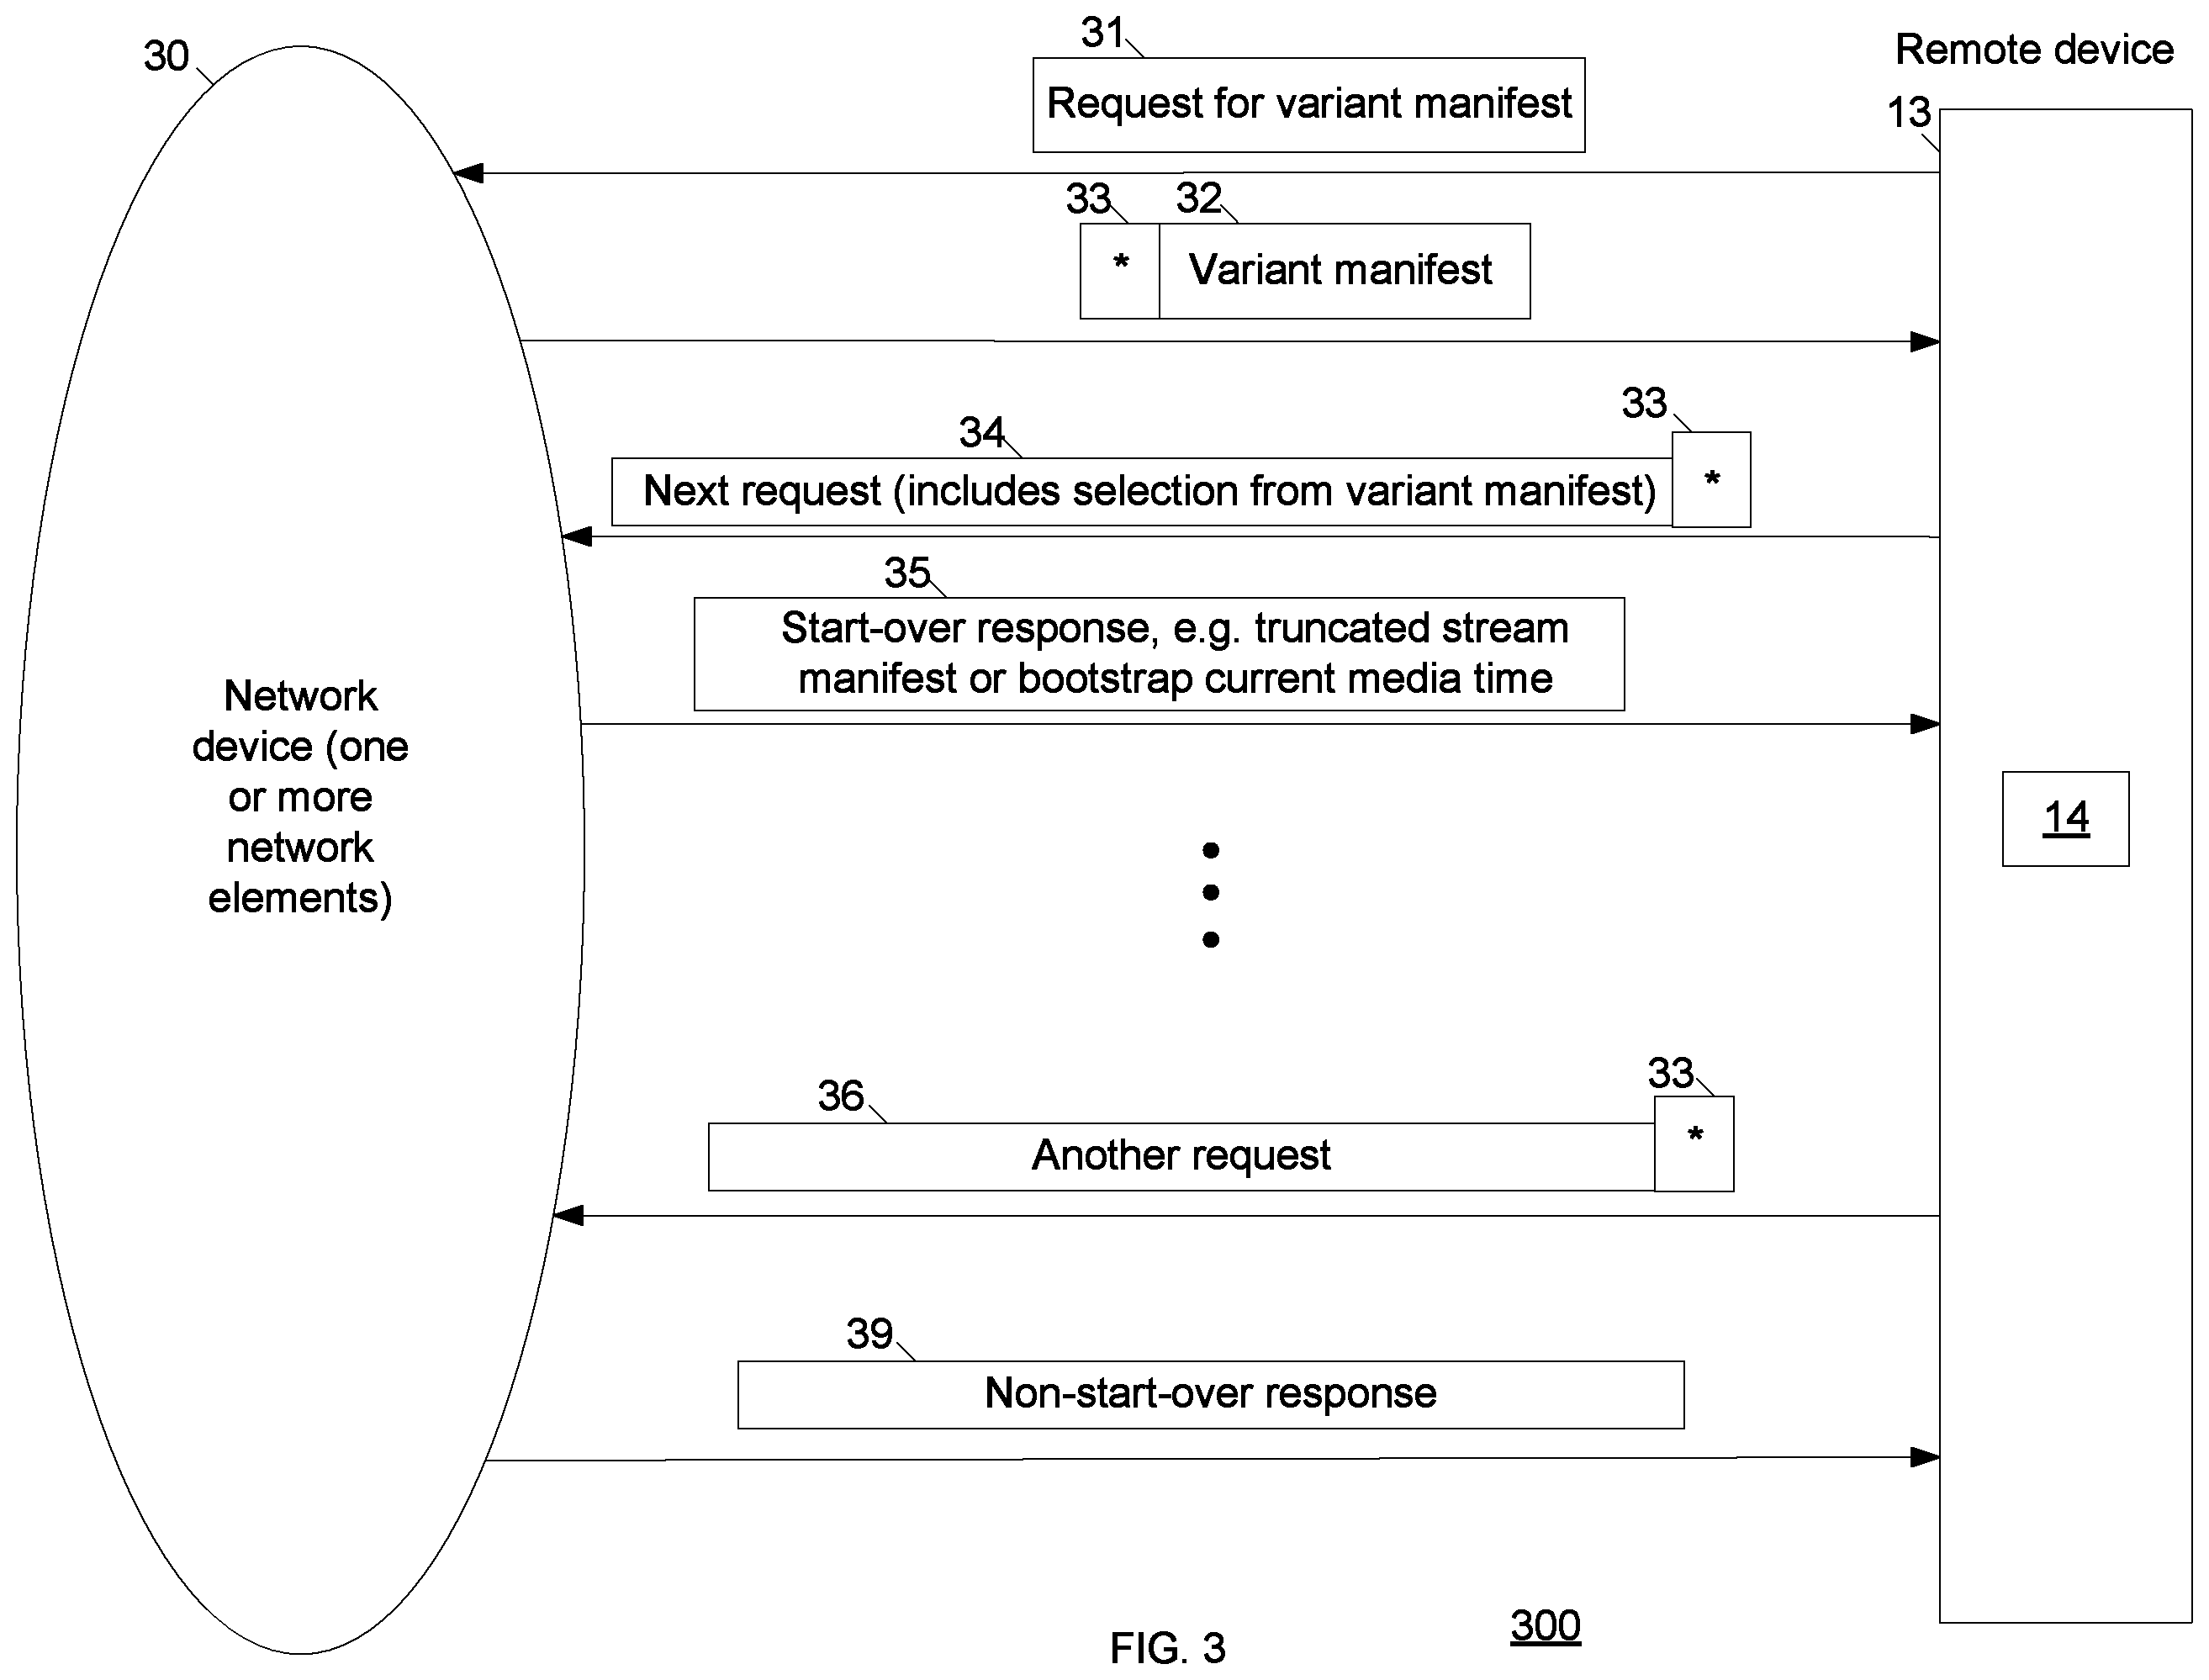 30
31
Remote device
Request for variant manifest
13
33
32
*
Variant manifest
33
34
Next request (includes selection from variant manifest)
*
35
Start-over response, e.g. truncated stream
manifest or bootstrap current media time
Network
device (one
or more
network
elements)
14
33
36
Another request
*
39
Non-start-over response
300
FIG. 3